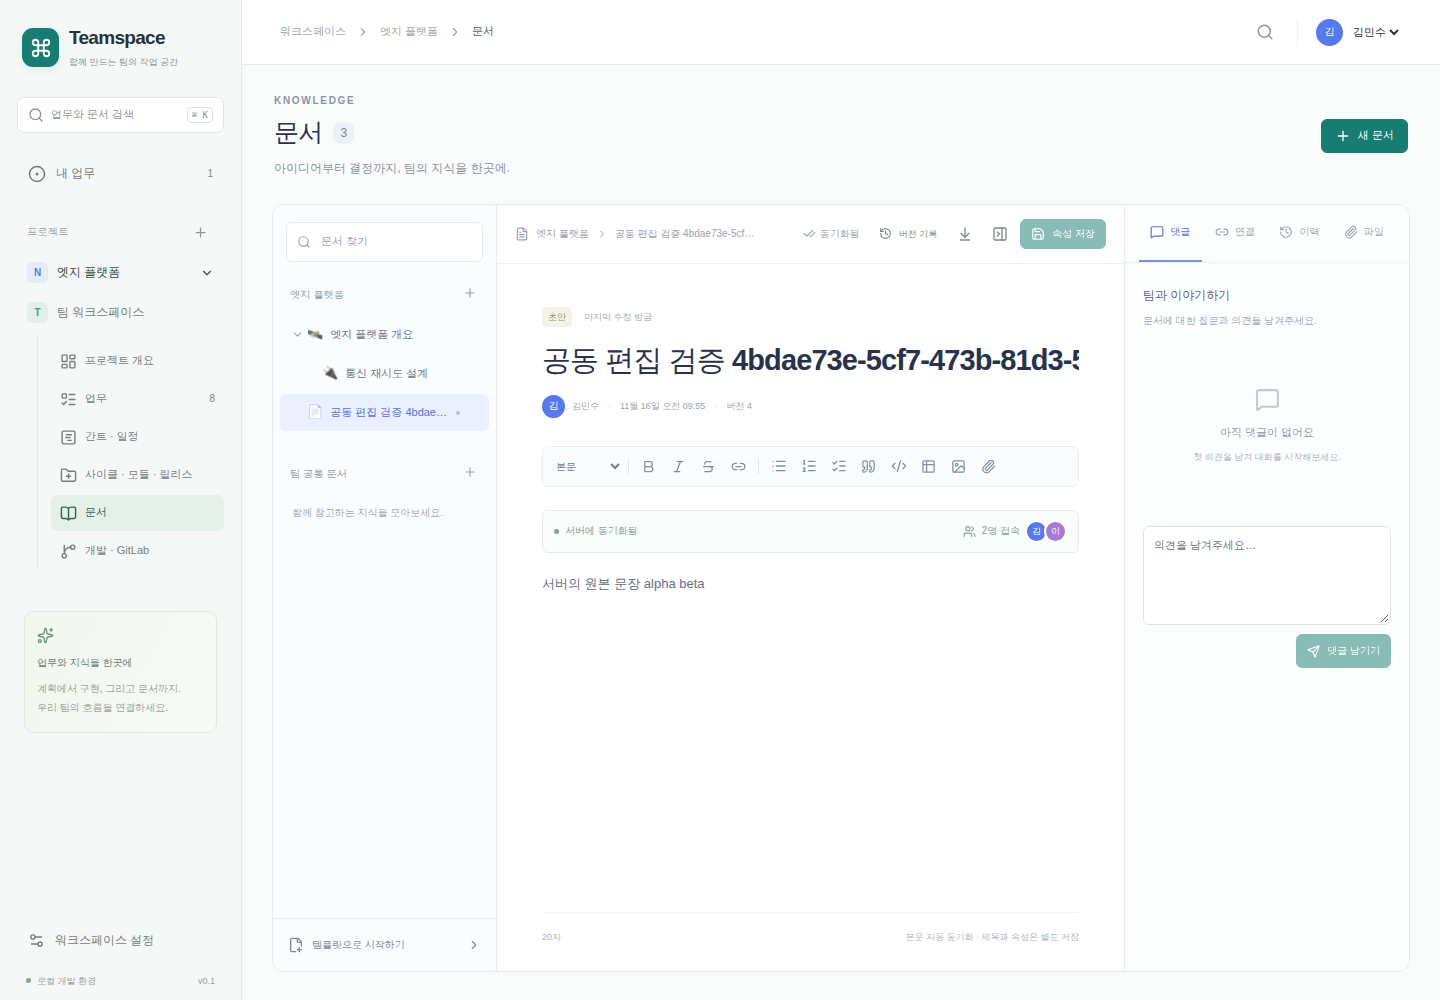 Teamspace
함께 만드는 팀의 작업 공간
업무와 문서 검색
⌘ K
내 업무
1
프로젝트
N
엣지 플랫폼
T
팀 워크스페이스
프로젝트 개요
업무
8
간트 · 일정
사이클 · 모듈 · 릴리스
문서
개발 · GitLab
업무와 지식을 한곳에
계획에서 구현, 그리고 문서까지.
우리 팀의 흐름을 연결하세요.
워크스페이스 설정
로컬 개발 환경
v0.1
워크스페이스
엣지 플랫폼
문서
김
김민수
KNOWLEDGE
문서
3
아이디어부터 결정까지, 팀의 지식을 한곳에.
새 문서
문서 찾기
엣지 플랫폼
엣지 플랫폼 개요
통신 재시도 설계
공동 편집 검증 4bdae…
팀 공통 문서
함께 참고하는 지식을 모아보세요.
템플릿으로 시작하기
엣지 플랫폼
공동 편집 검증 4bdae73e-5cf…
동기화됨
버전 기록
속성 저장
초안
마지막 수정 방금
공동 편집 검증 4bdae73e-5cf7-473b-81d3-5
김
김민수 · 11월 16일 오전 09:55 · 버전 4
본문
서버에 동기화됨
2명 접속
김
이
서버의 원본 문장 alpha beta
20자
본문 자동 동기화 · 제목과 속성은 별도 저장
댓글
연결
이력
파일
팀과 이야기하기
문서에 대한 질문과 의견을 남겨주세요.
아직 댓글이 없어요
첫 의견을 남겨 대화를 시작해보세요.
의견을 남겨주세요…
댓글 남기기